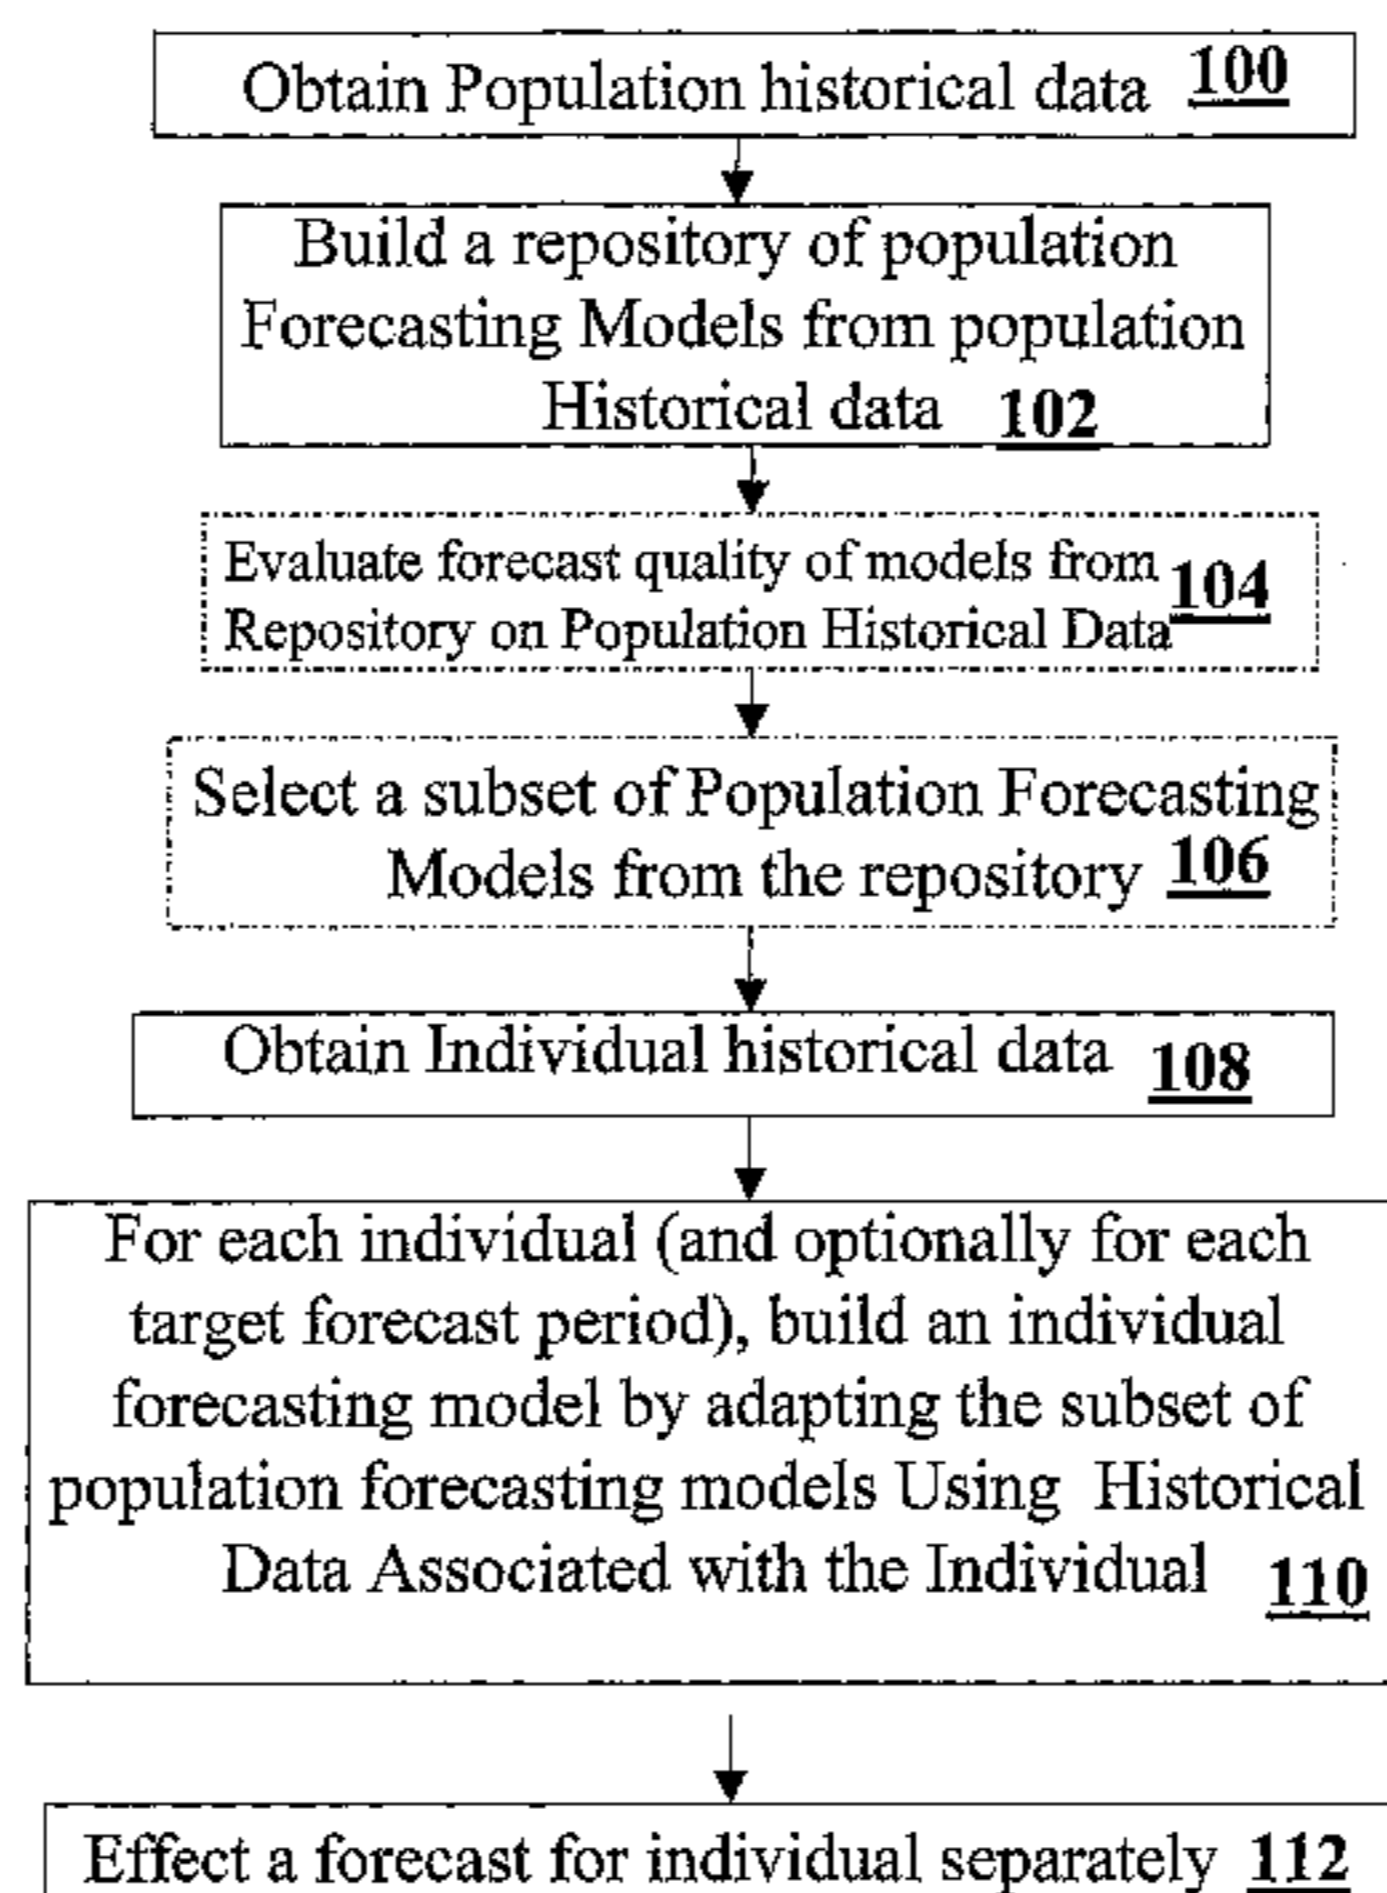 Obtain Population historical data 100
Build a repository of population
Forecasting Models from population
Historical data 102
Evaluate forecast quality of models from
Repository on Population Historical Data 104
Select a subset of Population Forecasting
Models from the repository 106
Obtain Individual historical data 108
For each individual (and optionally for each
target forecast period), build an individual
forecasting model by adapting the subset of
population forecasting models Using Historical
Data Associated with the Individual 110
Effect a forecast for individual separately 112